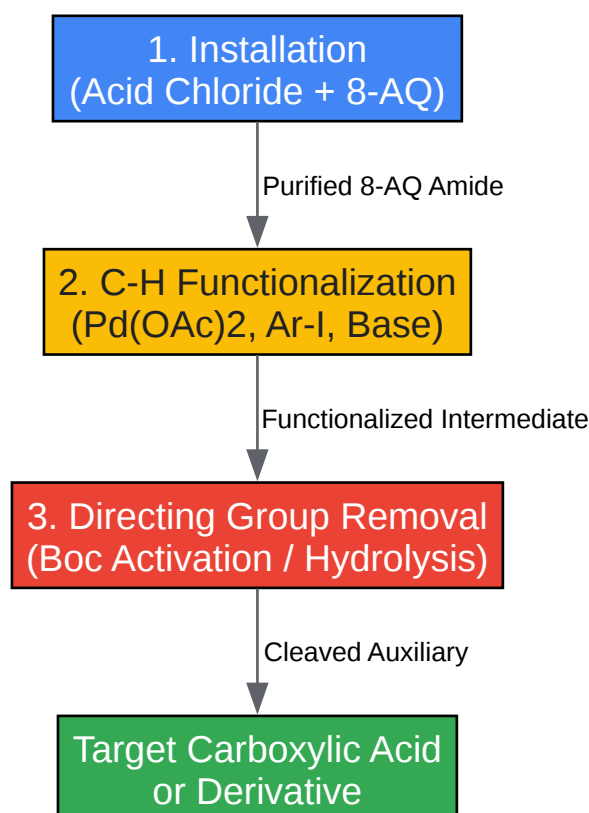 1. Installation
(Acid Chloride + 8-AQ)
Purified 8-AQ Amide
2. C-H Functionalization
(Pd(OAc)2, Ar-I, Base)
Functionalized Intermediate
3. Directing Group Removal
(Boc Activation / Hydrolysis)
Cleaved Auxiliary
Target Carboxylic Acid
or Derivative